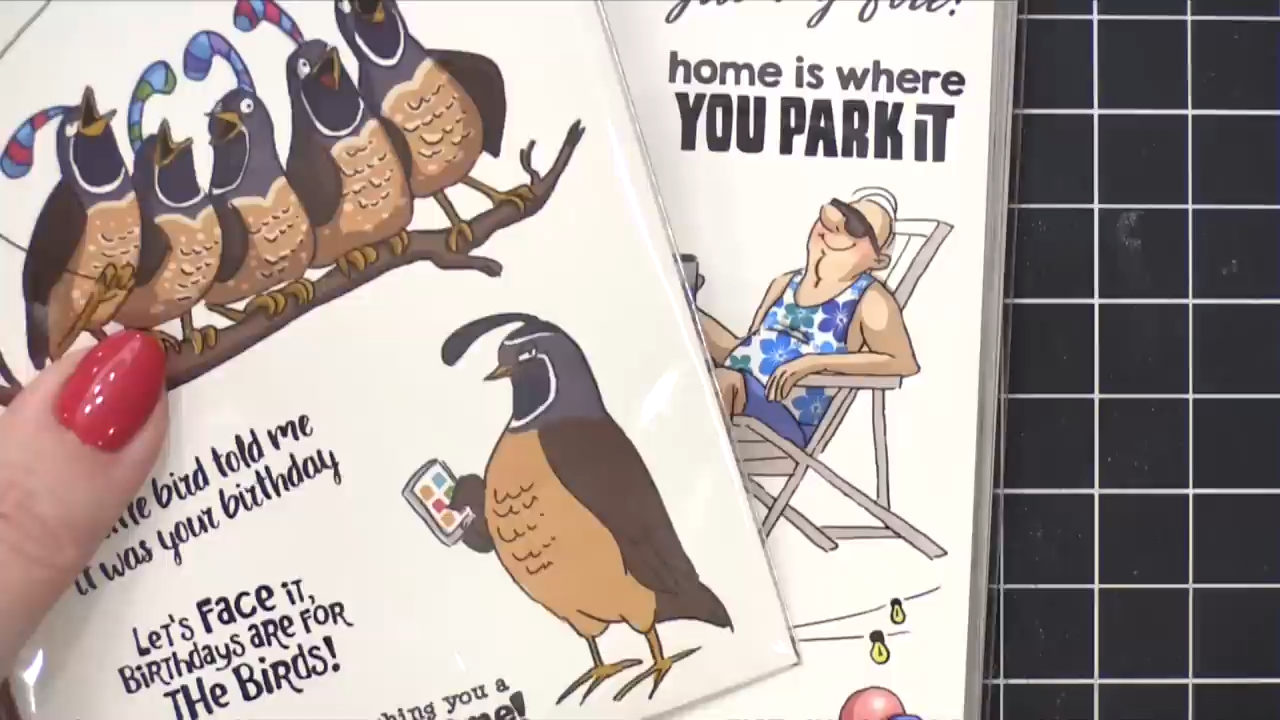 home is where
YOU PARK iT
bird told me
it was your birthday
LeT's FaCe iT,
BiRTHdAYs ARe FOR
THe BiRDs!
you a